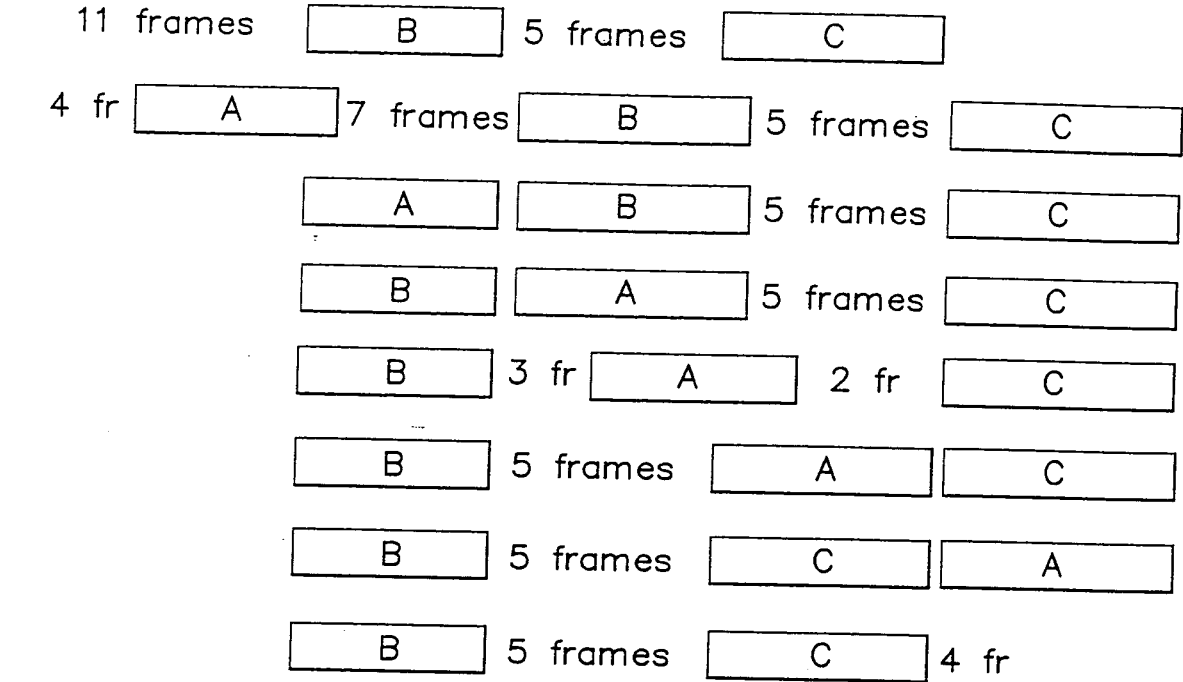 11 frames B 5 frames C
4 fr A 7 frames B 5 frames C
A B 5 frames C
B A 5 frames C
B 3 fr A 2 fr C
B 5 frames A C
B 5 frames C A
B 5 frames C 4 fr